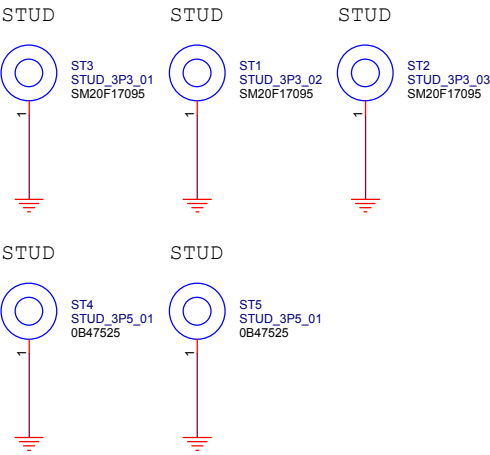 STUD
ST3
STUD_3P3_01
SM20F17095
1
STUD
ST1
STUD_3P3_02
SM20F17095
1
STUD
ST2
STUD_3P3_03
SM20F17095
1
STUD
ST4
STUD_3P5_01
0B47525
1
STUD
ST5
STUD_3P5_01
0B47525
1